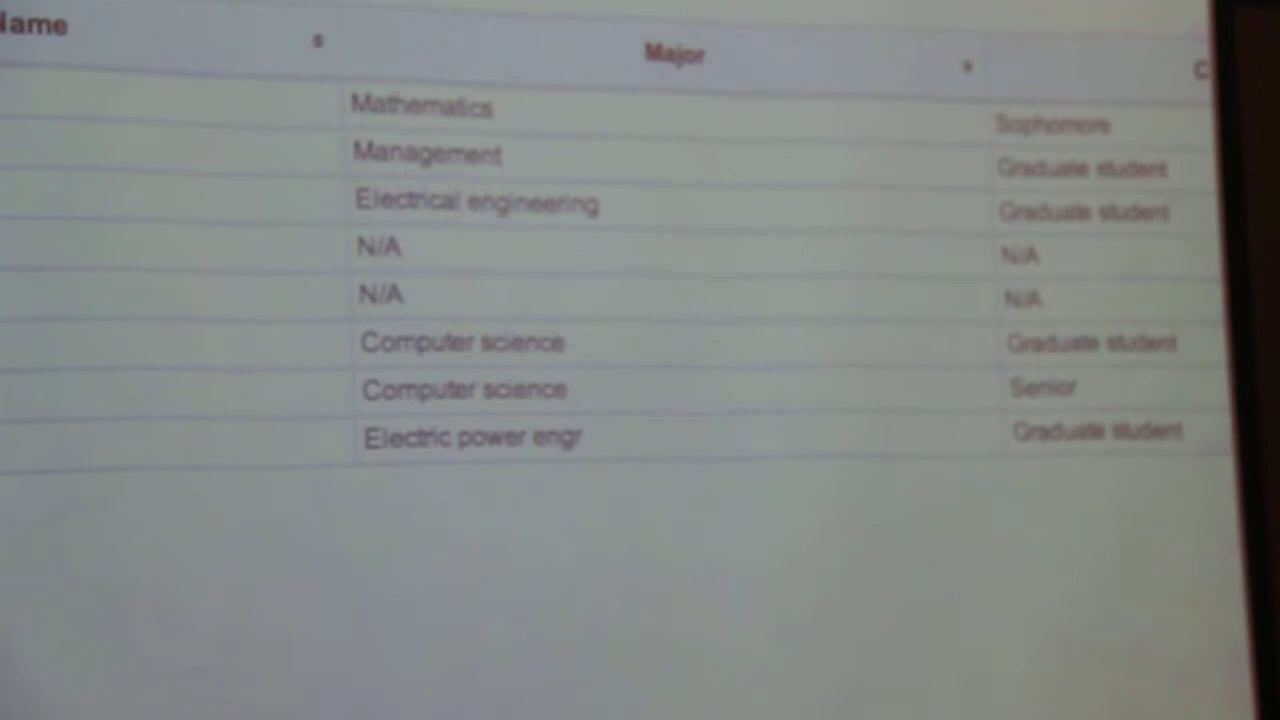 Name Major C
Mathematics Sophomore
Management Graduate student
Electrical engineering Graduate student
N/A N/A
N/A N/A
Computer science Graduate student
Computer science Senior
Electric power engr Graduate student